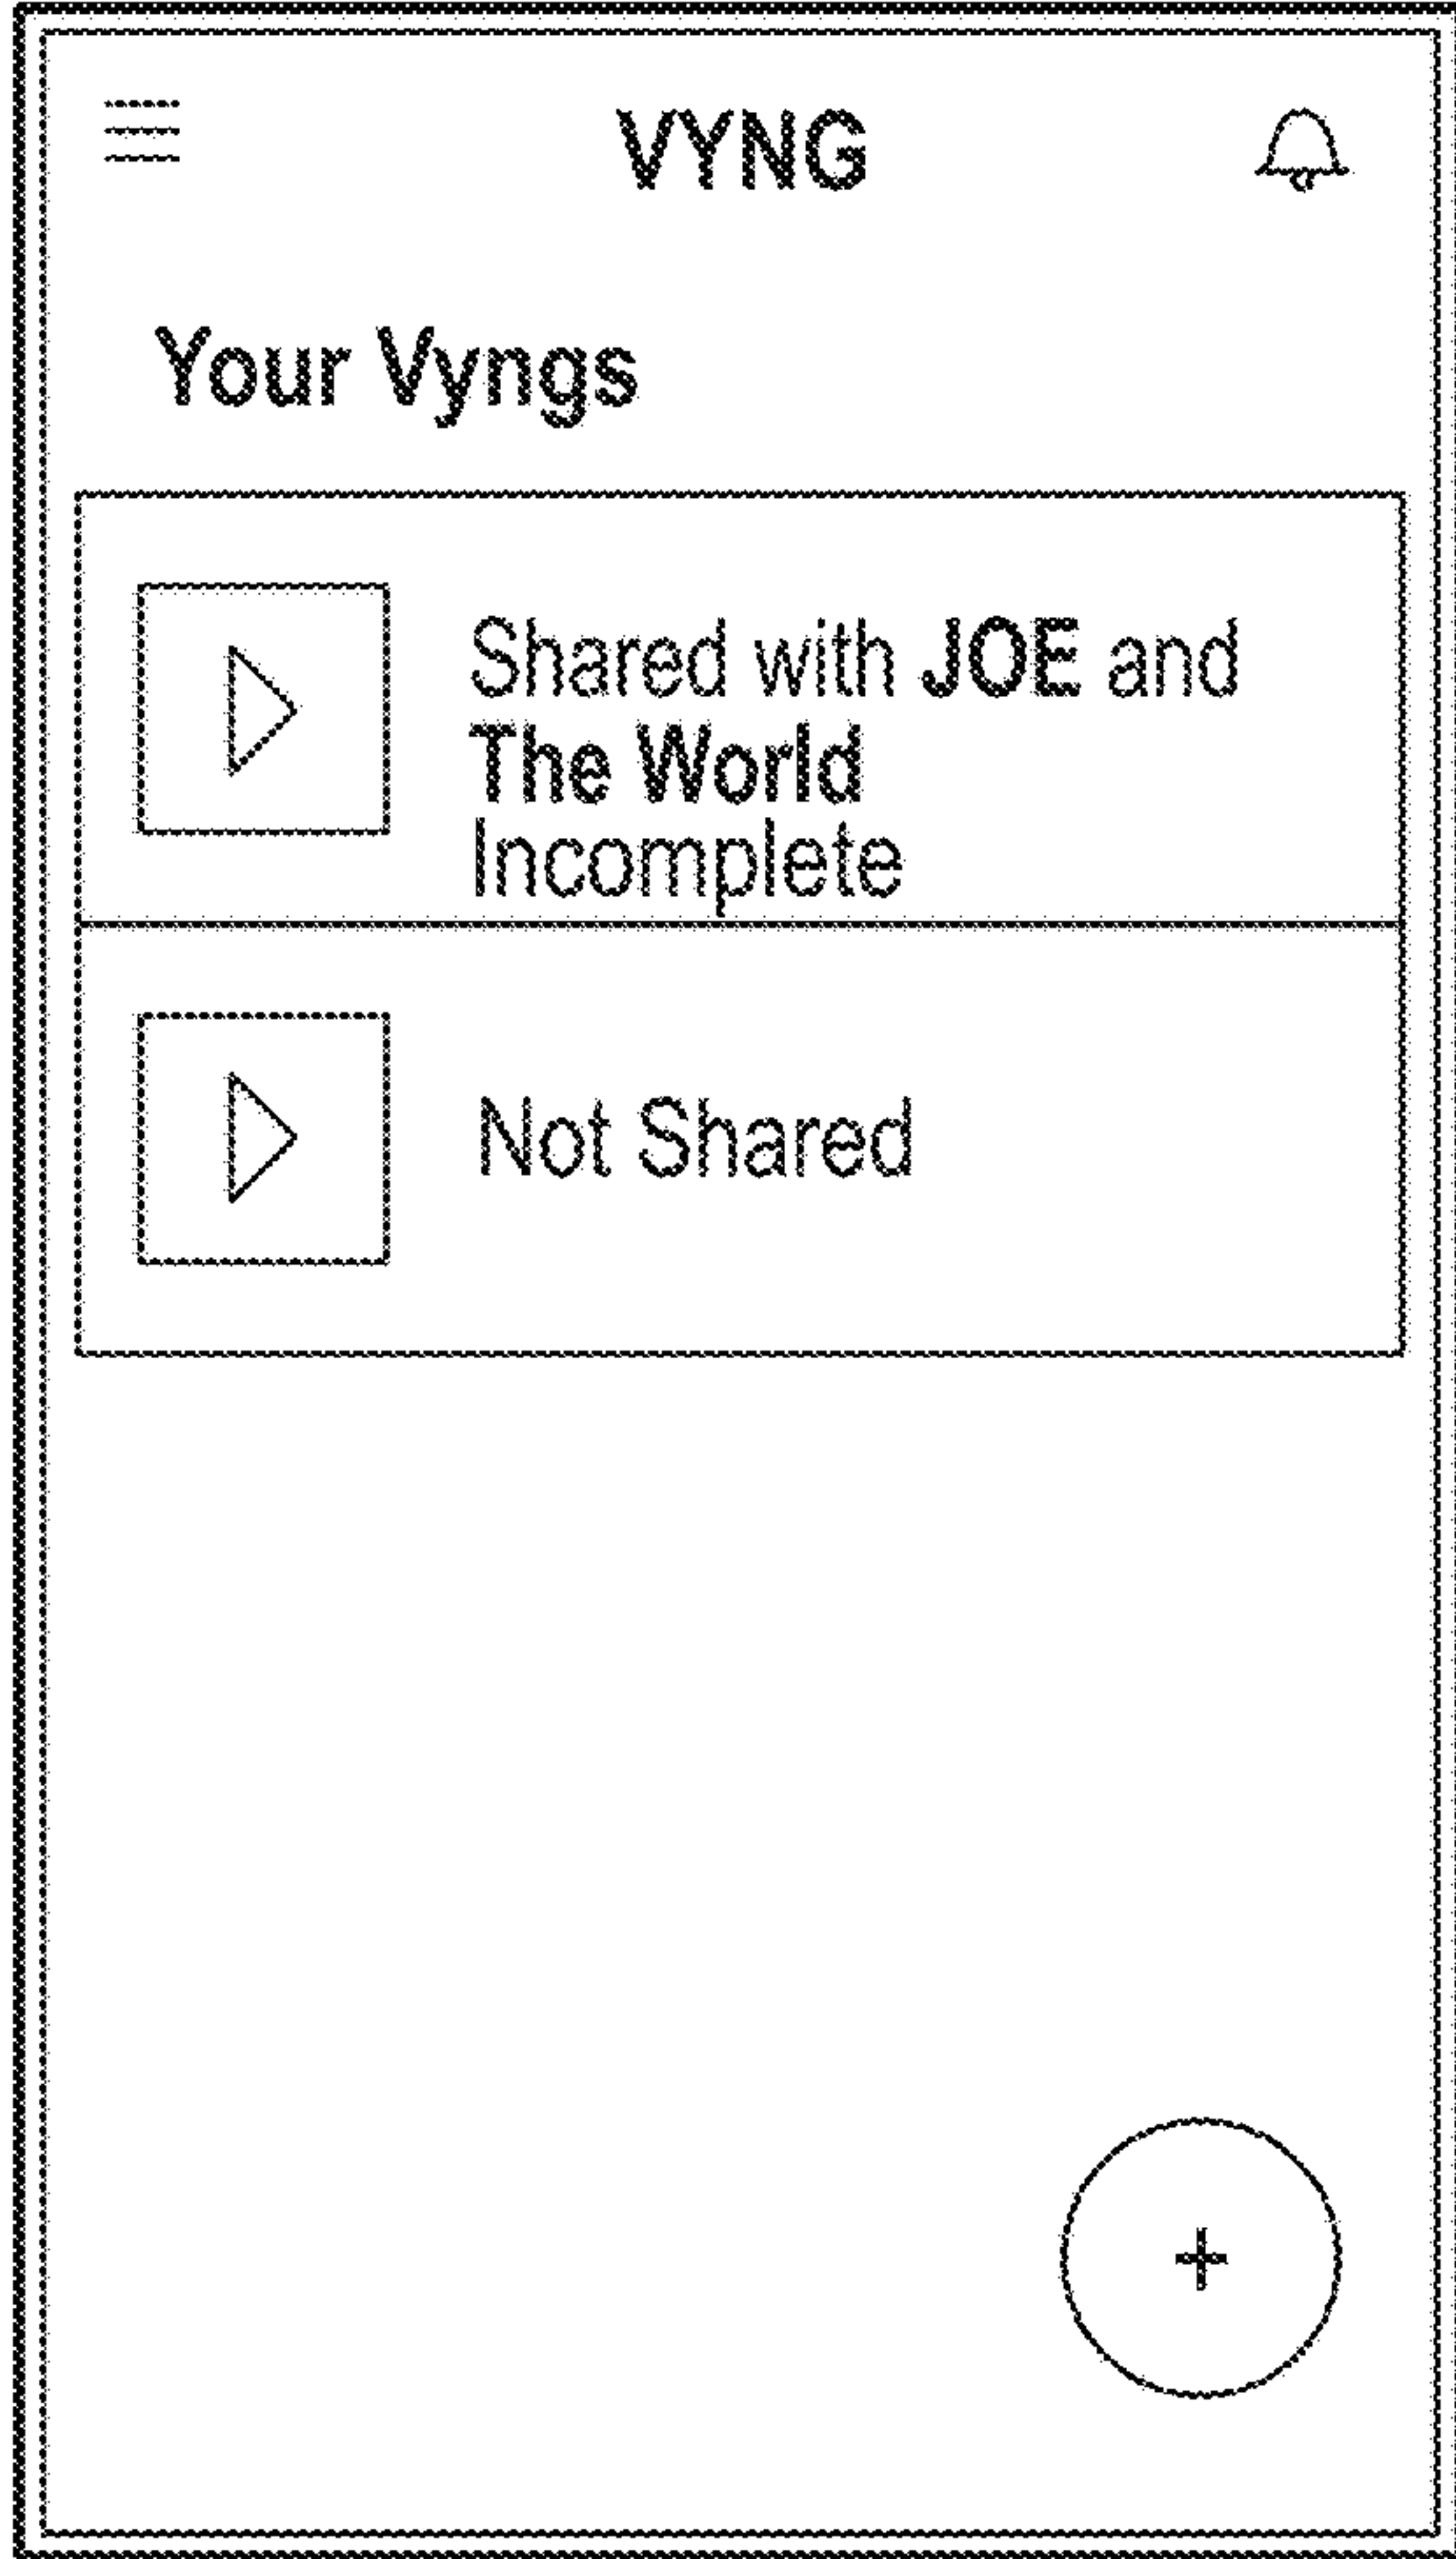 VYNG
Your Vyngs
Shared with JOE and
The World
Incomplete
Not Shared
+